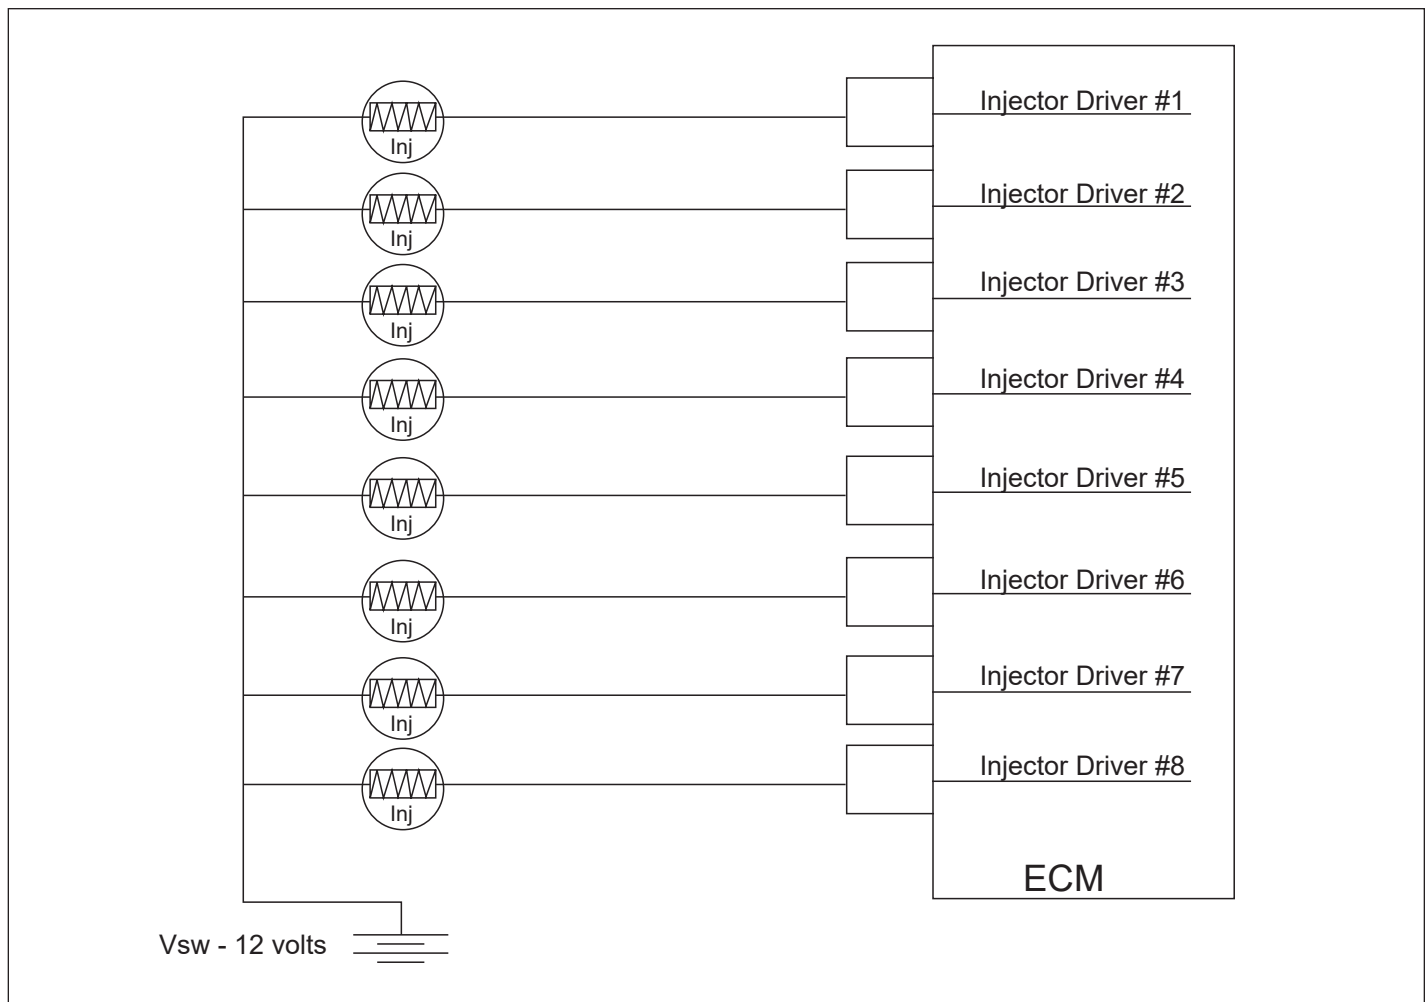 Injector Driver #1
Inj
Injector Driver #2
Inj
Injector Driver #3
Inj
Injector Driver #4
Inj
Injector Driver #5
Inj
Injector Driver #6
Inj
Injector Driver #7
Inj
Injector Driver #8
Inj
ECM
Vsw - 12 volts